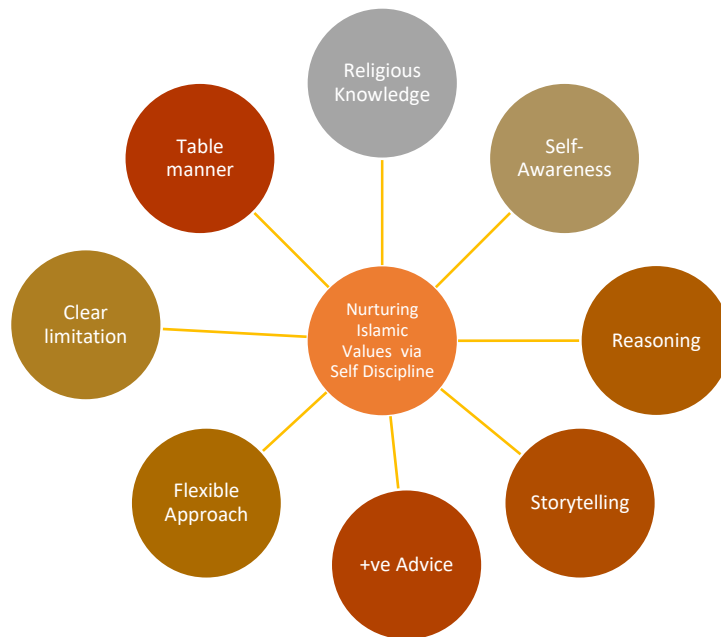 Religious
Knowledge
Self-
Awareness
Reasoning
Storytelling
+ve Advice
Flexible
Approach
Clear
limitation
Table
manner
Nurturing
Islamic
Values via
Self Discipline